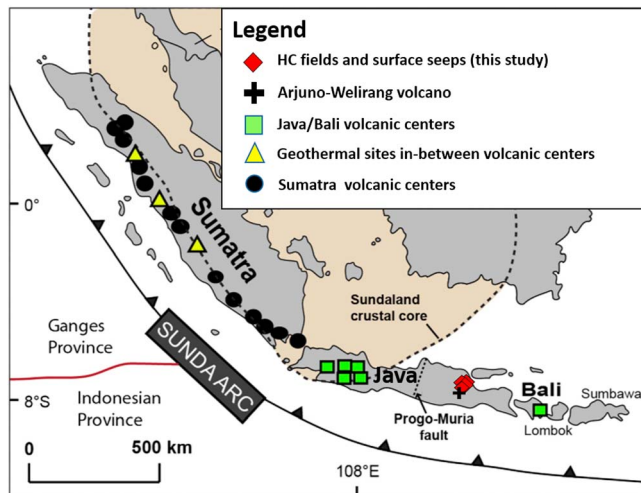 Legend
HC fields and surface seeps (this study)
Arjuno-Welirang volcano
Java/Bali volcanic centers
Geothermal sites in-between volcanic centers
Sumatra volcanic centers
0°
Sumatra
Sundaland
crustal core
Ganges
Province
SUNDA ARC
Indonesian
Province
Java
Bali
Sumbawa
8°S
Progo-Muria
fault
Lombok
0
500 km
108°E